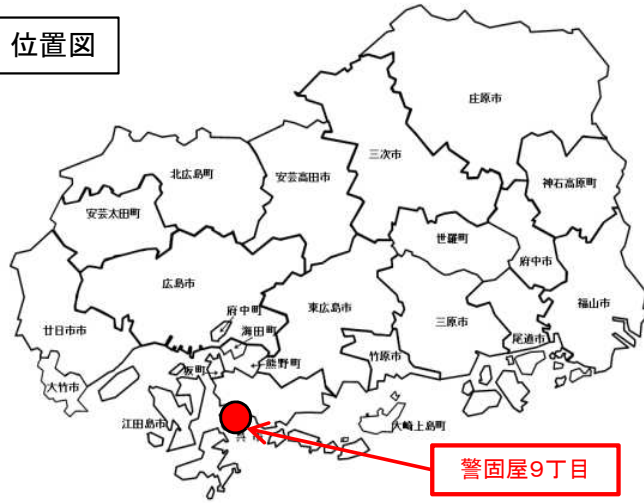 位置図
庄原市
三次市
北広島町
安芸高田市
神石高原町
安芸太田町
世羅町
府中市
広島市
東広島市
三原市
福山市
府中町
海田町
尾道市
廿日市市
熊野町
竹原市
坂町
大竹市
江田島市
大崎上島町
呉市
警固屋9丁目